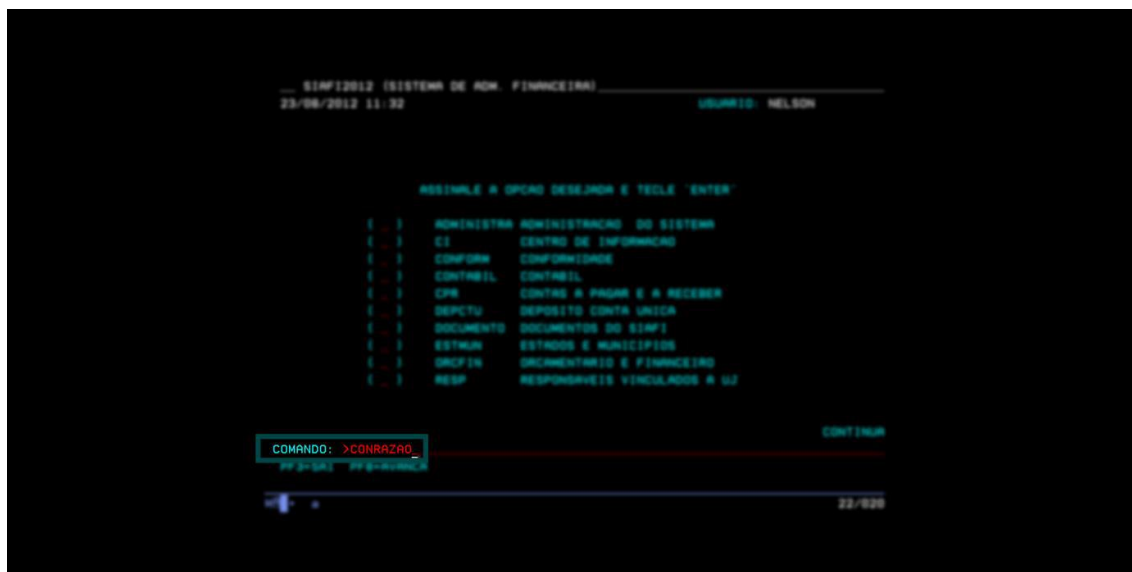 __ SIAFI2012 (SISTEMA DE ADM. FINANCEIRA)
23/08/2012 11:32 USUARIO: NELSON
ASSINALE A OPCAO DESEJADA E TECLE 'ENTER'
( _ ) ADMINISTRA ADMINISTRACAO DO SISTEMA
( _ ) CI CENTRO DE INFORMACAO
( _ ) CONFORM CONFORMIDADE
( _ ) CONTABIL CONTABIL
( _ ) CPR CONTAS A PAGAR E A RECEBER
( _ ) DEPCTU DEPOSITO CONTA UNICA
( _ ) DOCUMENTO DOCUMENTOS DO SIAFI
( _ ) ESTMUN ESTADOS E MUNICIPIOS
( _ ) ORCFIN ORCAMENTARIO E FINANCEIRO
( _ ) RESP RESPONSAVEIS VINCULADOS A UJ
CONTINUA
COMANDO: >CONRAZAO_
PF3=SAI PF8=AVANCA
22/020